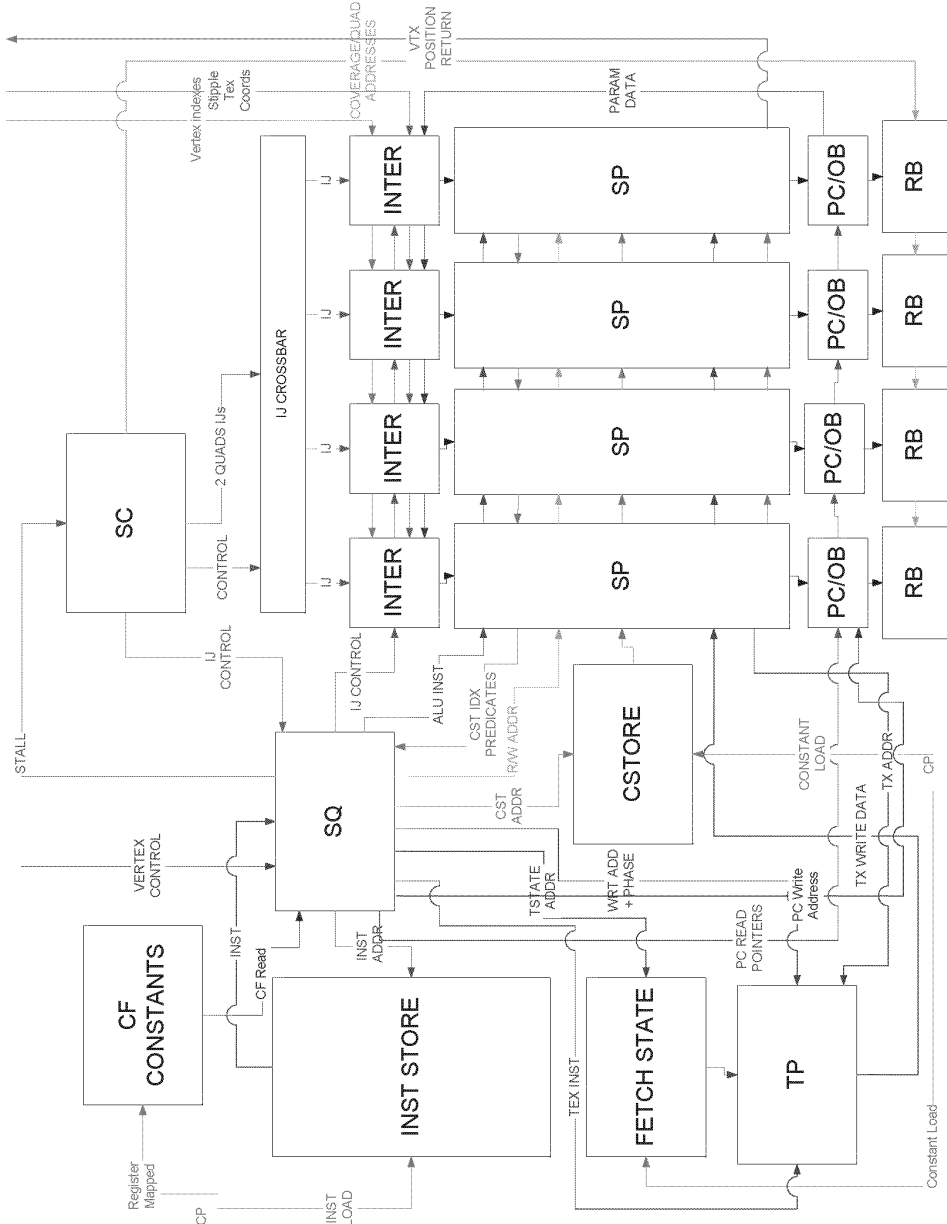 STALL
Register
Mapped
CF
CONSTANTS
VERTEX
CONTROL
SC
CP
INST
CF Read
IJ
CONTROL
CONTROL
2 QUADS IJs
Vertex indexes
Stipple
Tex
Coords
INST
LOAD
INST STORE
INST
ADDR
SQ
IJ CROSSBAR
IJ
IJ
IJ
IJ
COVERAGE/QUAD
ADDRESSES
IJ CONTROL
INTER
INTER
INTER
INTER
VTX
POSITION
RETURN
ALU INST
CST IDX
PREDICATES
R/W ADDR
CST
ADDR
TSTATE
ADDR
TEX INST
WRT ADD
+ PHASE
FETCH STATE
CSTORE
SP
SP
SP
SP
PARAM
DATA
PC READ
POINTERS
PC Write
Address
CONSTANT
LOAD
TP
TX WRITE DATA
TX ADDR
PC/OB
PC/OB
PC/OB
PC/OB
Constant Load
CP
RB
RB
RB
RB